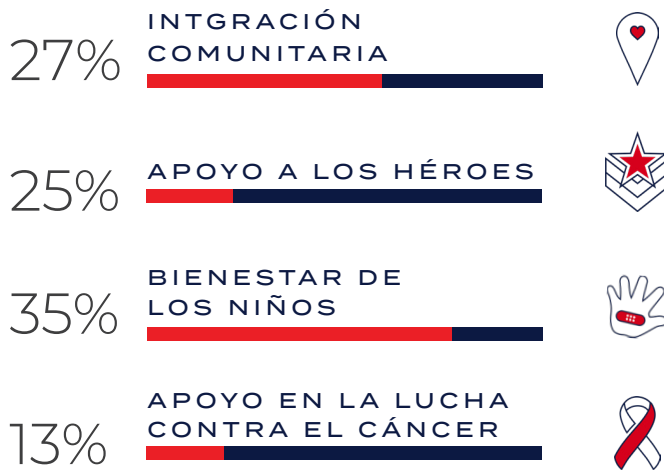 27%
INTGRACIÓN
COMUNITARIA
25%
APOYO A LOS HÉROES
35%
BIENESTAR DE
LOS NIÑOS
13%
APOYO EN LA LUCHA
CONTRA EL CÁNCER